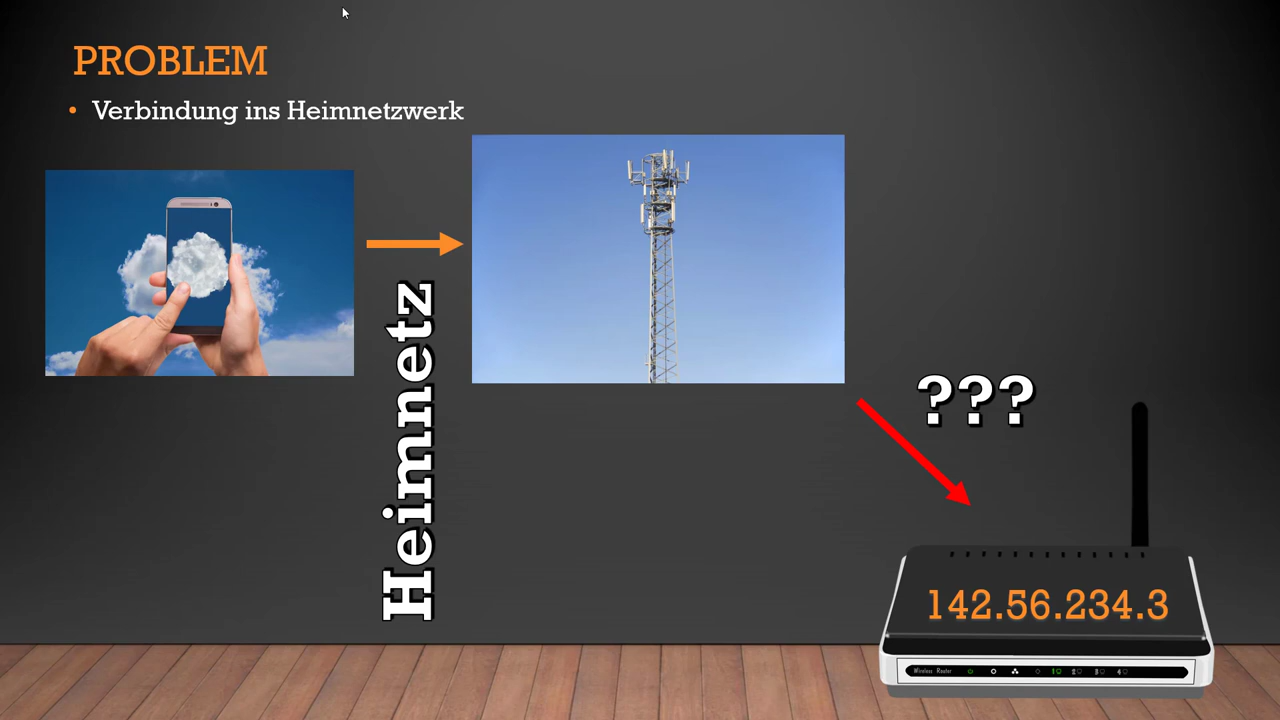 PROBLEM
• Verbindung ins Heimnetzwerk
Heimnetz
???
142.56.234.3
Wireless Router